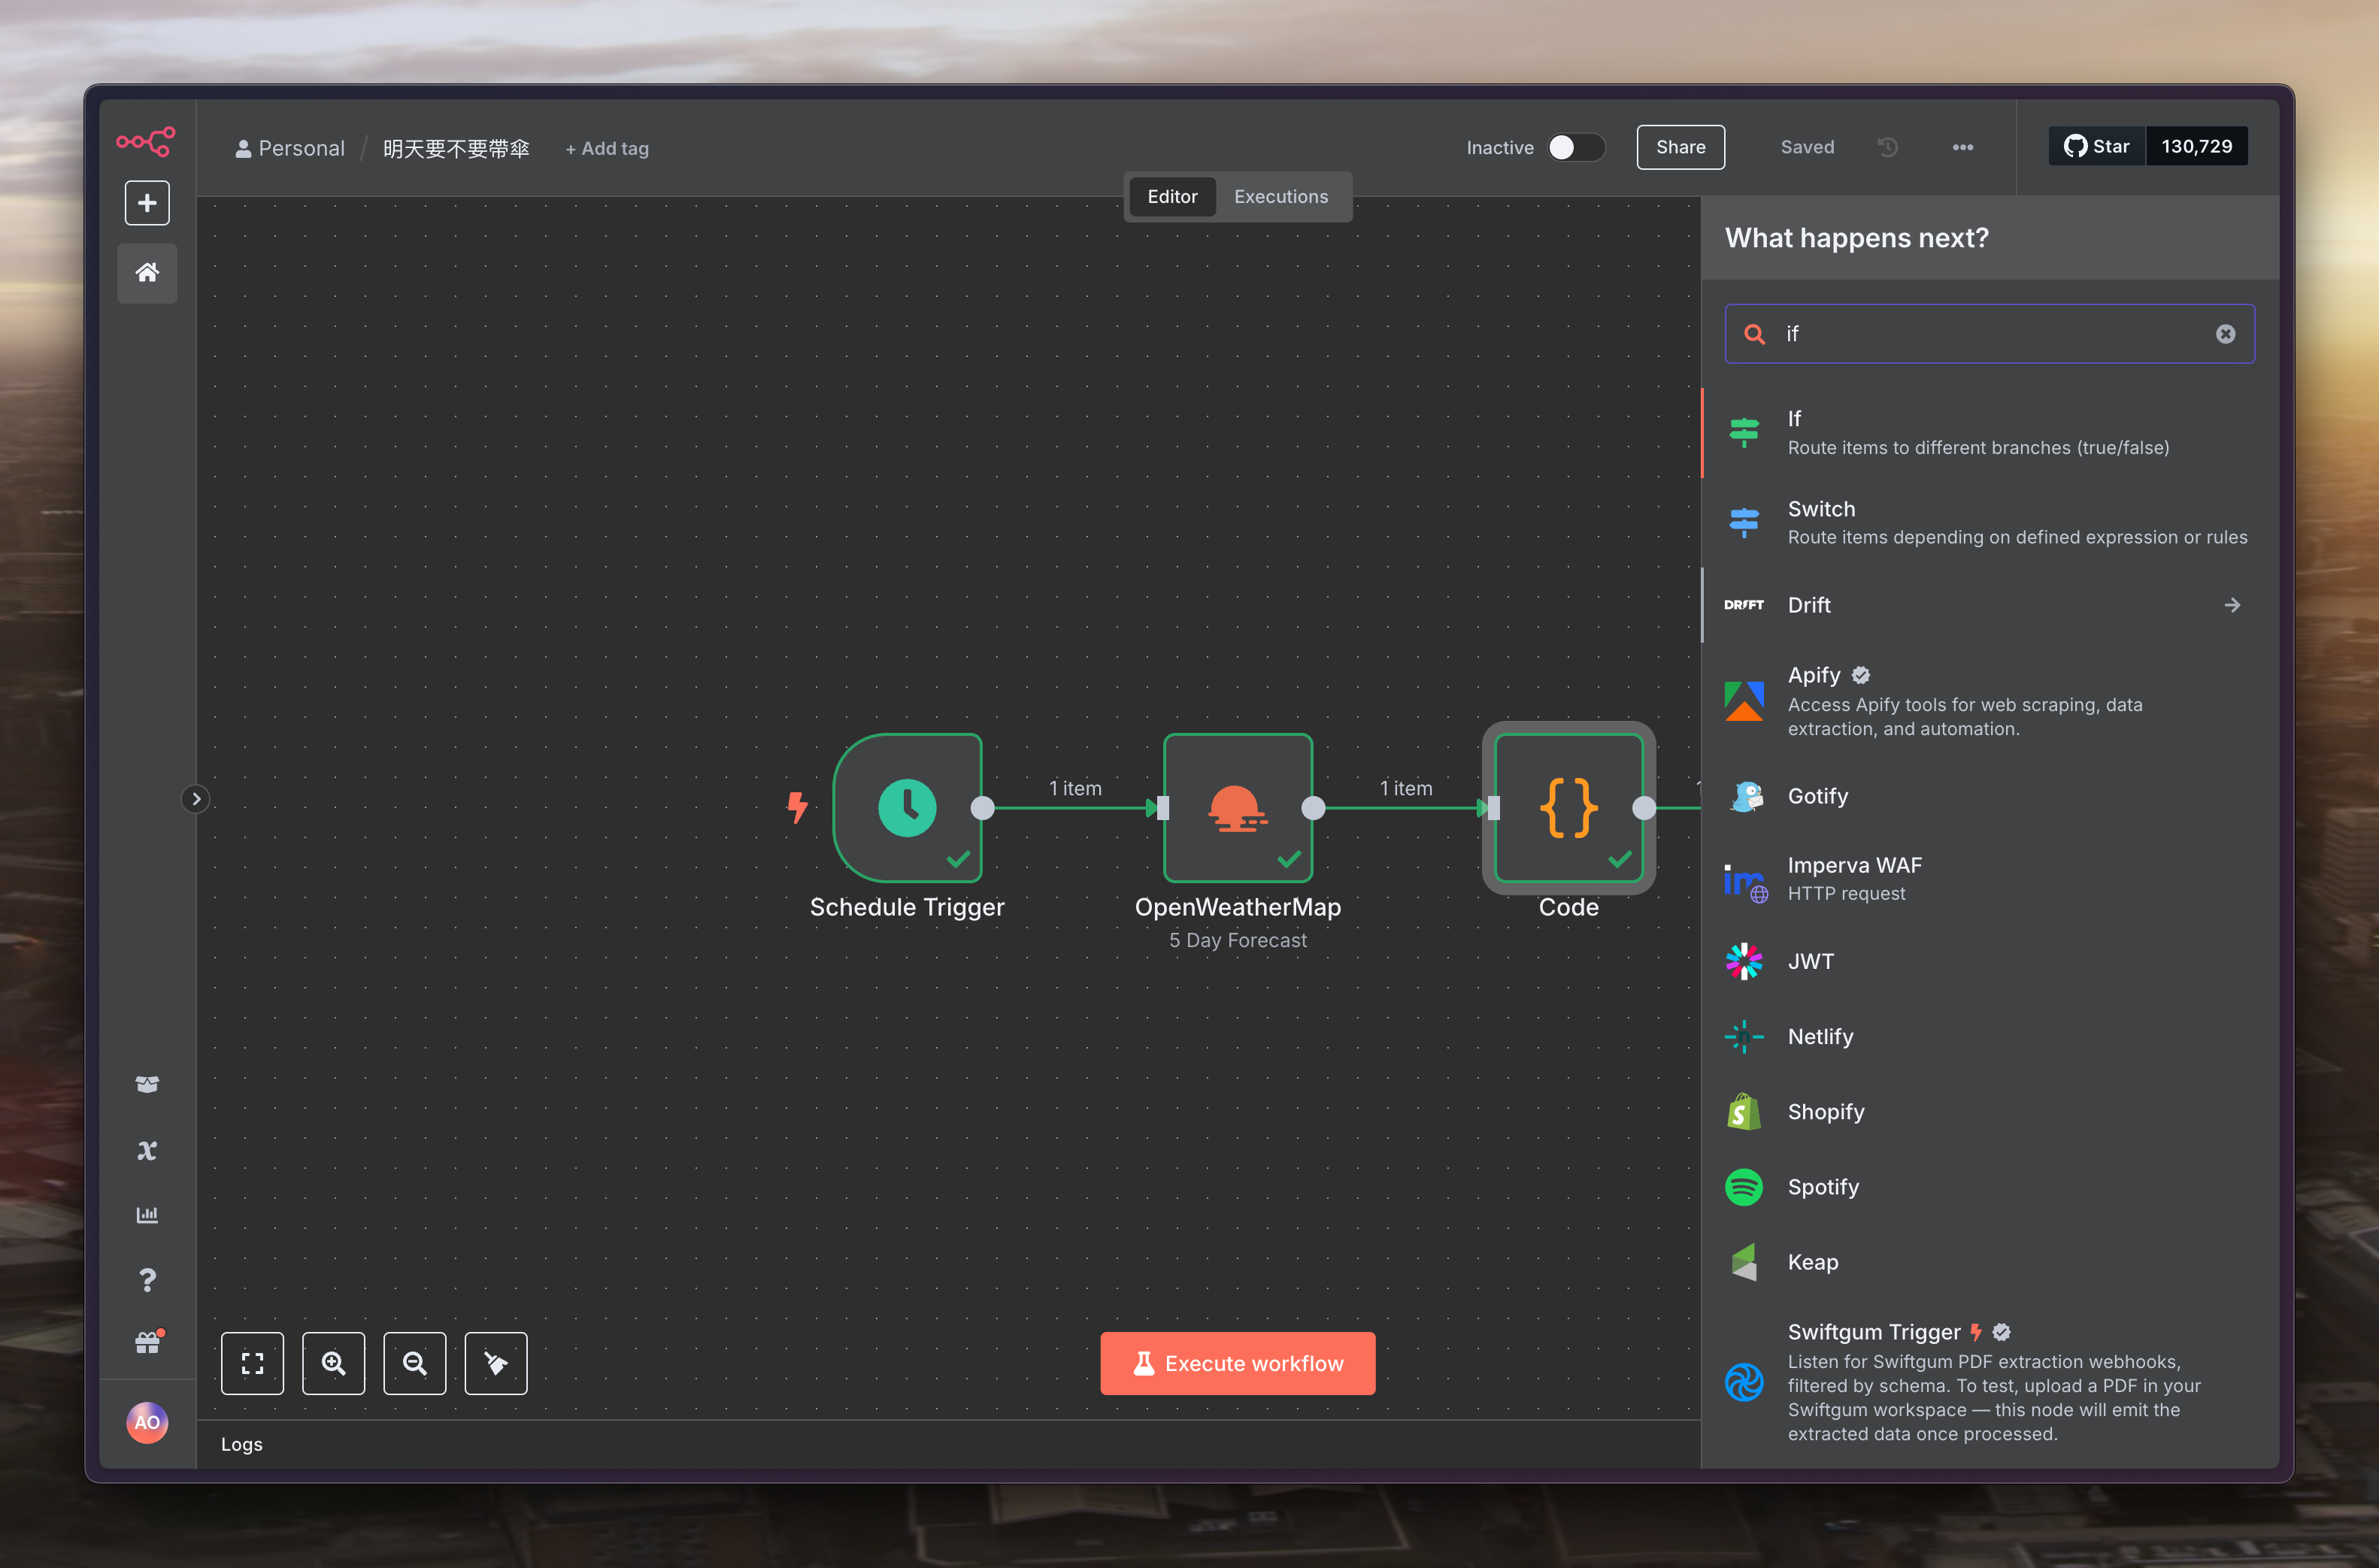 Personal / 明天要不要帶傘 + Add tag
Inactive
Share
Saved
Star 130,729
Editor Executions
What happens next?
if
If
Route items to different branches (true/false)
Switch
Route items depending on defined expression or rules
DRIFT
Drift
Apify
Access Apify tools for web scraping, data
extraction, and automation.
Gotify
im
Imperva WAF
HTTP request
JWT
n
Netlify
Shopify
Spotify
Keap
Swiftgum Trigger
Listen for Swiftgum PDF extraction webhooks,
filtered by schema. To test, upload a PDF in your
Swiftgum workspace — this node will emit the
extracted data once processed.
1 item
1 item
Schedule Trigger
OpenWeatherMap
5 Day Forecast
{}
Code
Execute workflow
AO
Logs